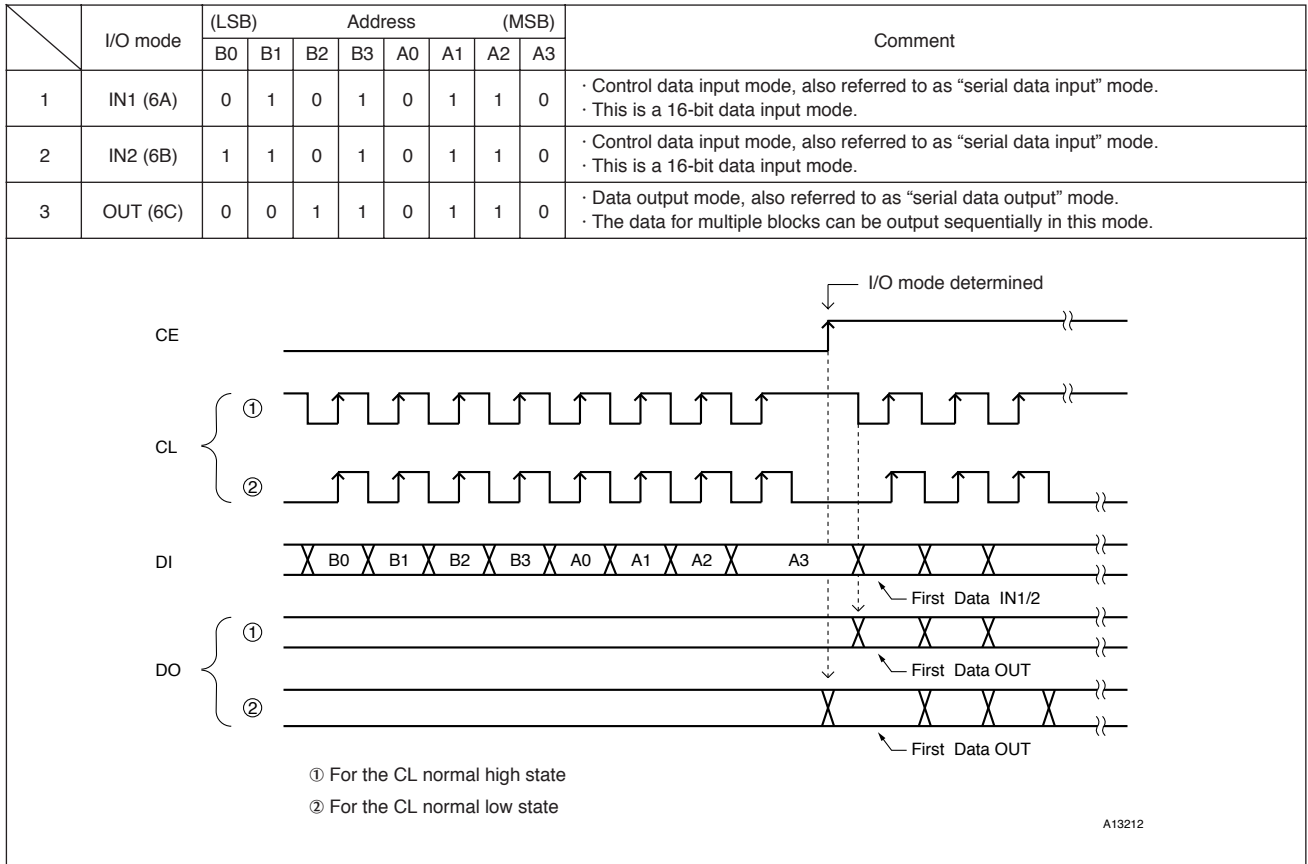 I/O mode (LSB) Address (MSB) Comment
B0 B1 B2 B3 A0 A1 A2 A3
1 IN1 (6A) 0 1 0 1 0 1 1 0 · Control data input mode, also referred to as “serial data input” mode.
· This is a 16-bit data input mode.
2 IN2 (6B) 1 1 0 1 0 1 1 0 · Control data input mode, also referred to as “serial data input” mode.
· This is a 16-bit data input mode.
3 OUT (6C) 0 0 1 1 0 1 1 0 · Data output mode, also referred to as “serial data output” mode.
· The data for multiple blocks can be output sequentially in this mode.
I/O mode determined
CE
①
CL
②
DI B0 B1 B2 B3 A0 A1 A2 A3
First Data IN1/2
①
DO First Data OUT
②
First Data OUT
① For the CL normal high state
② For the CL normal low state
A13212